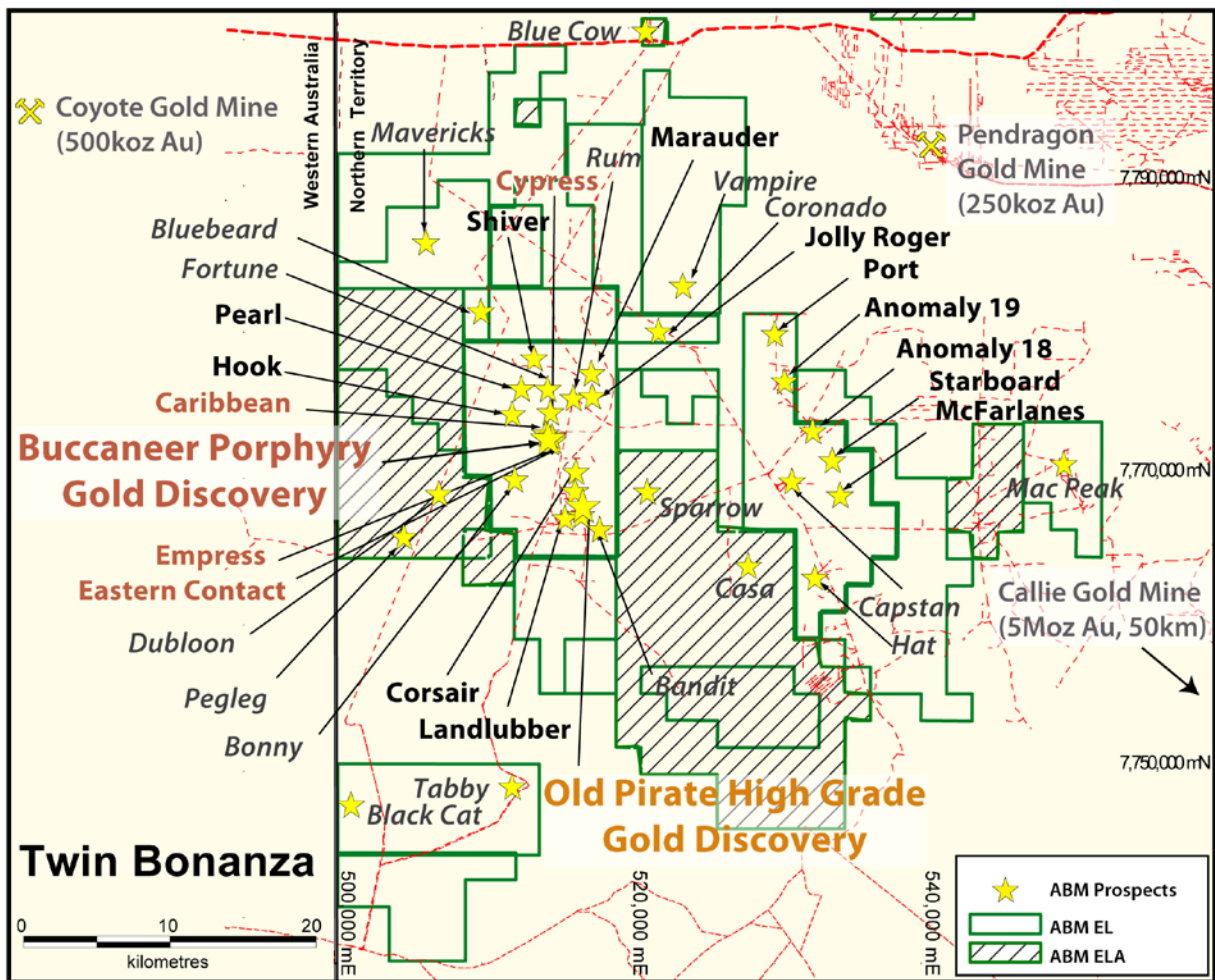 Blue Cow
Western Australia
Northern Territory
Coyote Gold Mine
(500koz Au)
Mavericks
Marauder
Rum
Cypress
Vampire
Pendragon
Gold Mine
(250koz Au)
7,790,000 mN
Shiver
Coronado
Bluebeard
Jolly Roger
Fortune
Port
Pearl
Anomaly 19
Hook
Anomaly 18
Starboard
Caribbean
McFarlanes
Buccaneer Porphyry
Gold Discovery
7,770,000 mN
Mac Peak
Sparrow
Empress
Eastern Contact
Casa
Capstan
Callie Gold Mine
(5Moz Au, 50km)
Dubloon
Hat
Pegleg
Corsair
Bandit
Landlubber
Bonny
7,750,000 mN
Tabby
Black Cat
Old Pirate High Grade
Gold Discovery
Twin Bonanza
500,000 mE
520,000 mE
540,000 mE
0 10 20
kilometres
ABM Prospects
ABM EL
ABM ELA